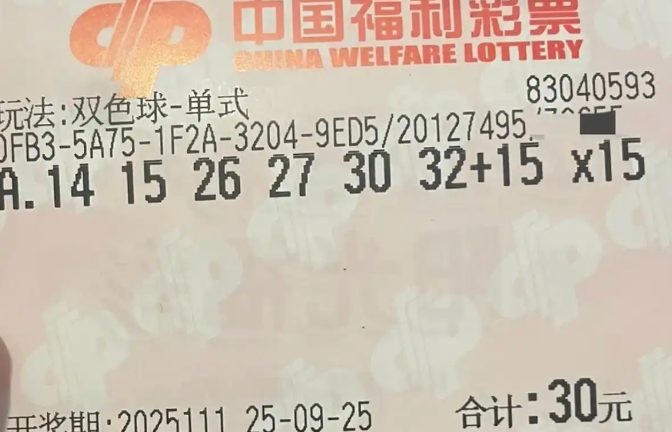 中国福利彩票
CHINA WELFARE LOTTERY
83040593
玩法:双色球-单式
DFB3-5A75-1F2A-3204-9ED5/20127495
A.14 15 26 27 30 32+15 x15
开奖期:2025111 25-09-25 合计:30元